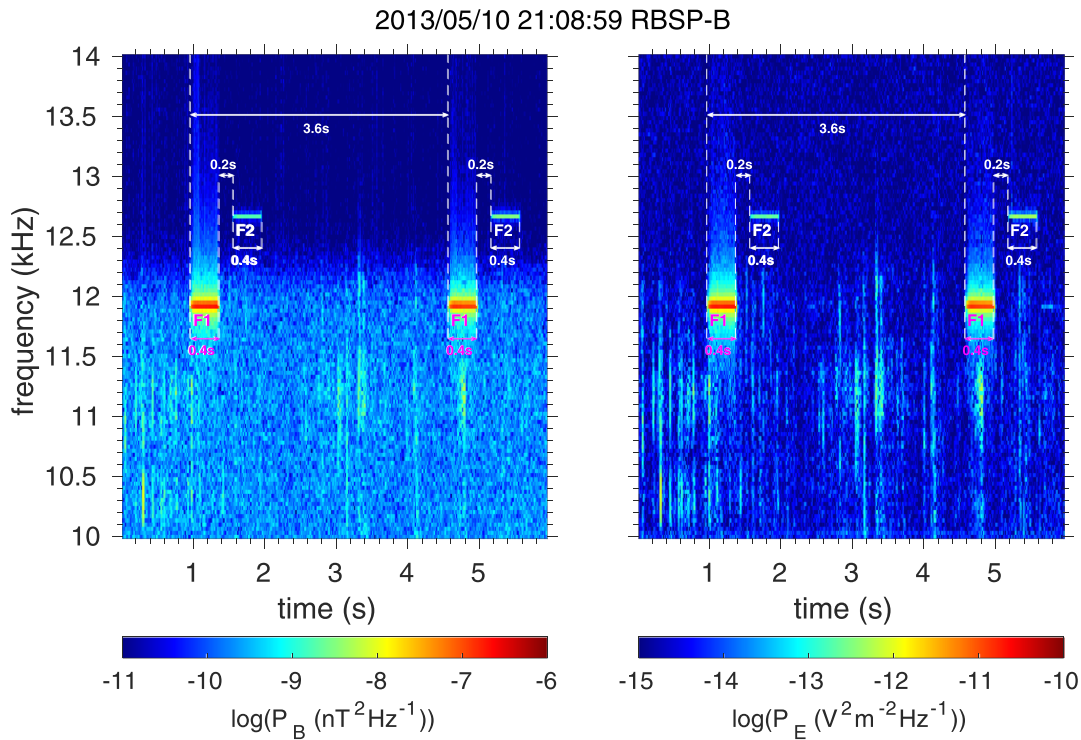 2013/05/10 21:08:59 RBSP-B
frequency (kHz)
14
13.5
13
12.5
12
11.5
11
10.5
10
3.6s
0.2s
F2
0.4s
F1
0.4s
0.2s
F2
0.4s
F1
0.4s
1 2 3 4 5
time (s)
-11 -10 -9 -8 -7 -6
log(P_B (nT^2Hz^-1))
3.6s
0.2s
F2
0.4s
F1
0.4s
0.2s
F2
0.4s
F1
0.4s
1 2 3 4 5
time (s)
-15 -14 -13 -12 -11 -10
log(P_E (V^2m^-2Hz^-1))